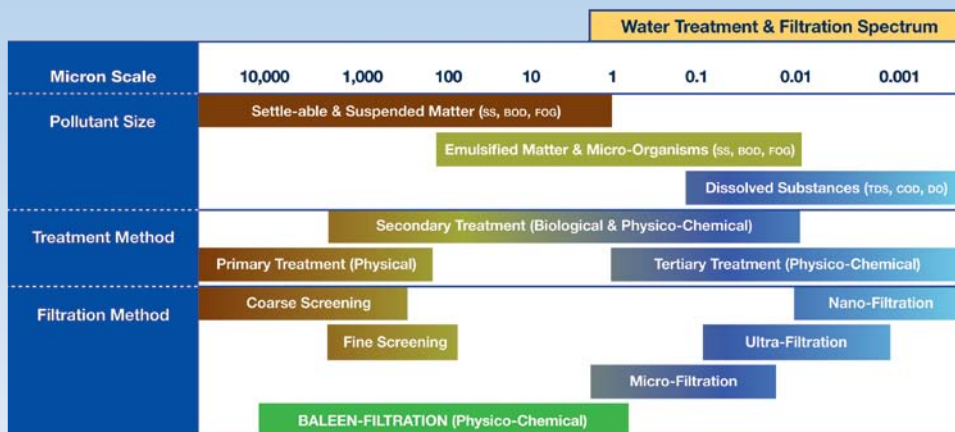 Water Treatment & Filtration Spectrum
Micron Scale 10,000 1,000 100 10 1 0.1 0.01 0.001
Pollutant Size Settle-able & Suspended Matter (SS, BOD, FOG)
Emulsified Matter & Micro-Organisms (SS, BOD, FOG)
Dissolved Substances (TDS, COD, DO)
Treatment Method Secondary Treatment (Biological & Physico-Chemical)
Primary Treatment (Physical) Tertiary Treatment (Physico-Chemical)
Filtration Method Coarse Screening Nano-Filtration
Fine Screening Ultra-Filtration
Micro-Filtration
BALEEN-FILTRATION (Physico-Chemical)